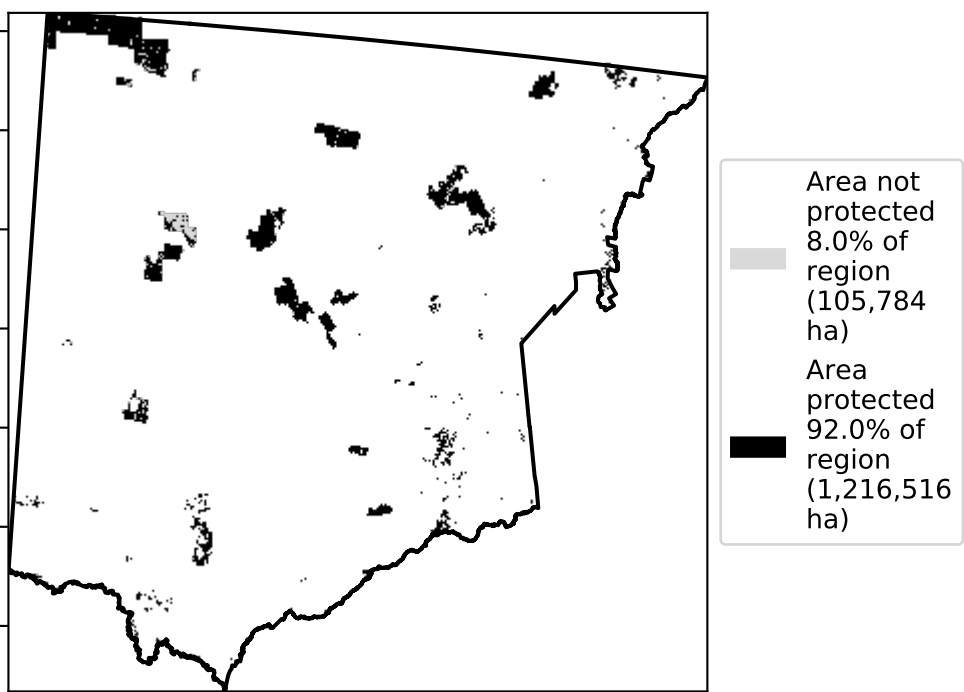 Area not
protected
8.0% of
region
(105,784
ha)
Area
protected
92.0% of
region
(1,216,516
ha)